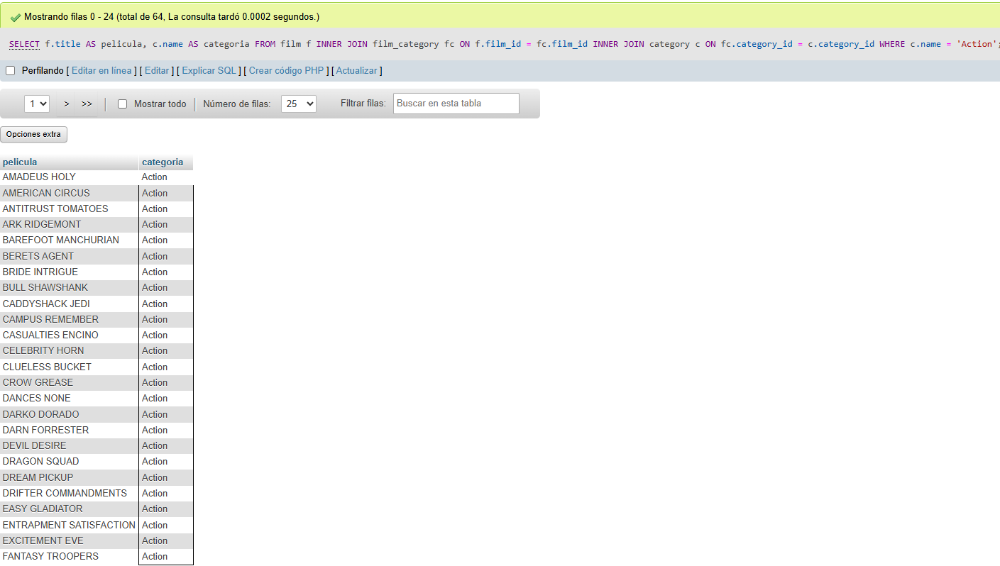 Mostrando filas 0 - 24 (total de 64, La consulta tardó 0.0002 segundos.)
SELECT f.title AS pelicula, c.name AS categoria FROM film f INNER JOIN film_category fc ON f.film_id = fc.film_id INNER JOIN category c ON fc.category_id = c.category_id WHERE c.name = 'Action';
Perfilando [ Editar en línea ] [ Editar ] [ Explicar SQL ] [ Crear código PHP ] [ Actualizar ]
1 > >> | Mostrar todo | Número de filas: 25 Filtrar filas: Buscar en esta tabla
Opciones extra
pelicula categoria
AMADEUS HOLY Action
AMERICAN CIRCUS Action
ANTITRUST TOMATOES Action
ARK RIDGEMONT Action
BAREFOOT MANCHURIAN Action
BERETS AGENT Action
BRIDE INTRIGUE Action
BULL SHAWSHANK Action
CADDYSHACK JEDI Action
CAMPUS REMEMBER Action
CASUALTIES ENCINO Action
CELEBRITY HORN Action
CLUELESS BUCKET Action
CROW GREASE Action
DANCES NONE Action
DARKO DORADO Action
DARN FORRESTER Action
DEVIL DESIRE Action
DRAGON SQUAD Action
DREAM PICKUP Action
DRIFTER COMMANDMENTS Action
EASY GLADIATOR Action
ENTRAPMENT SATISFACTION Action
EXCITEMENT EVE Action
FANTASY TROOPERS Action